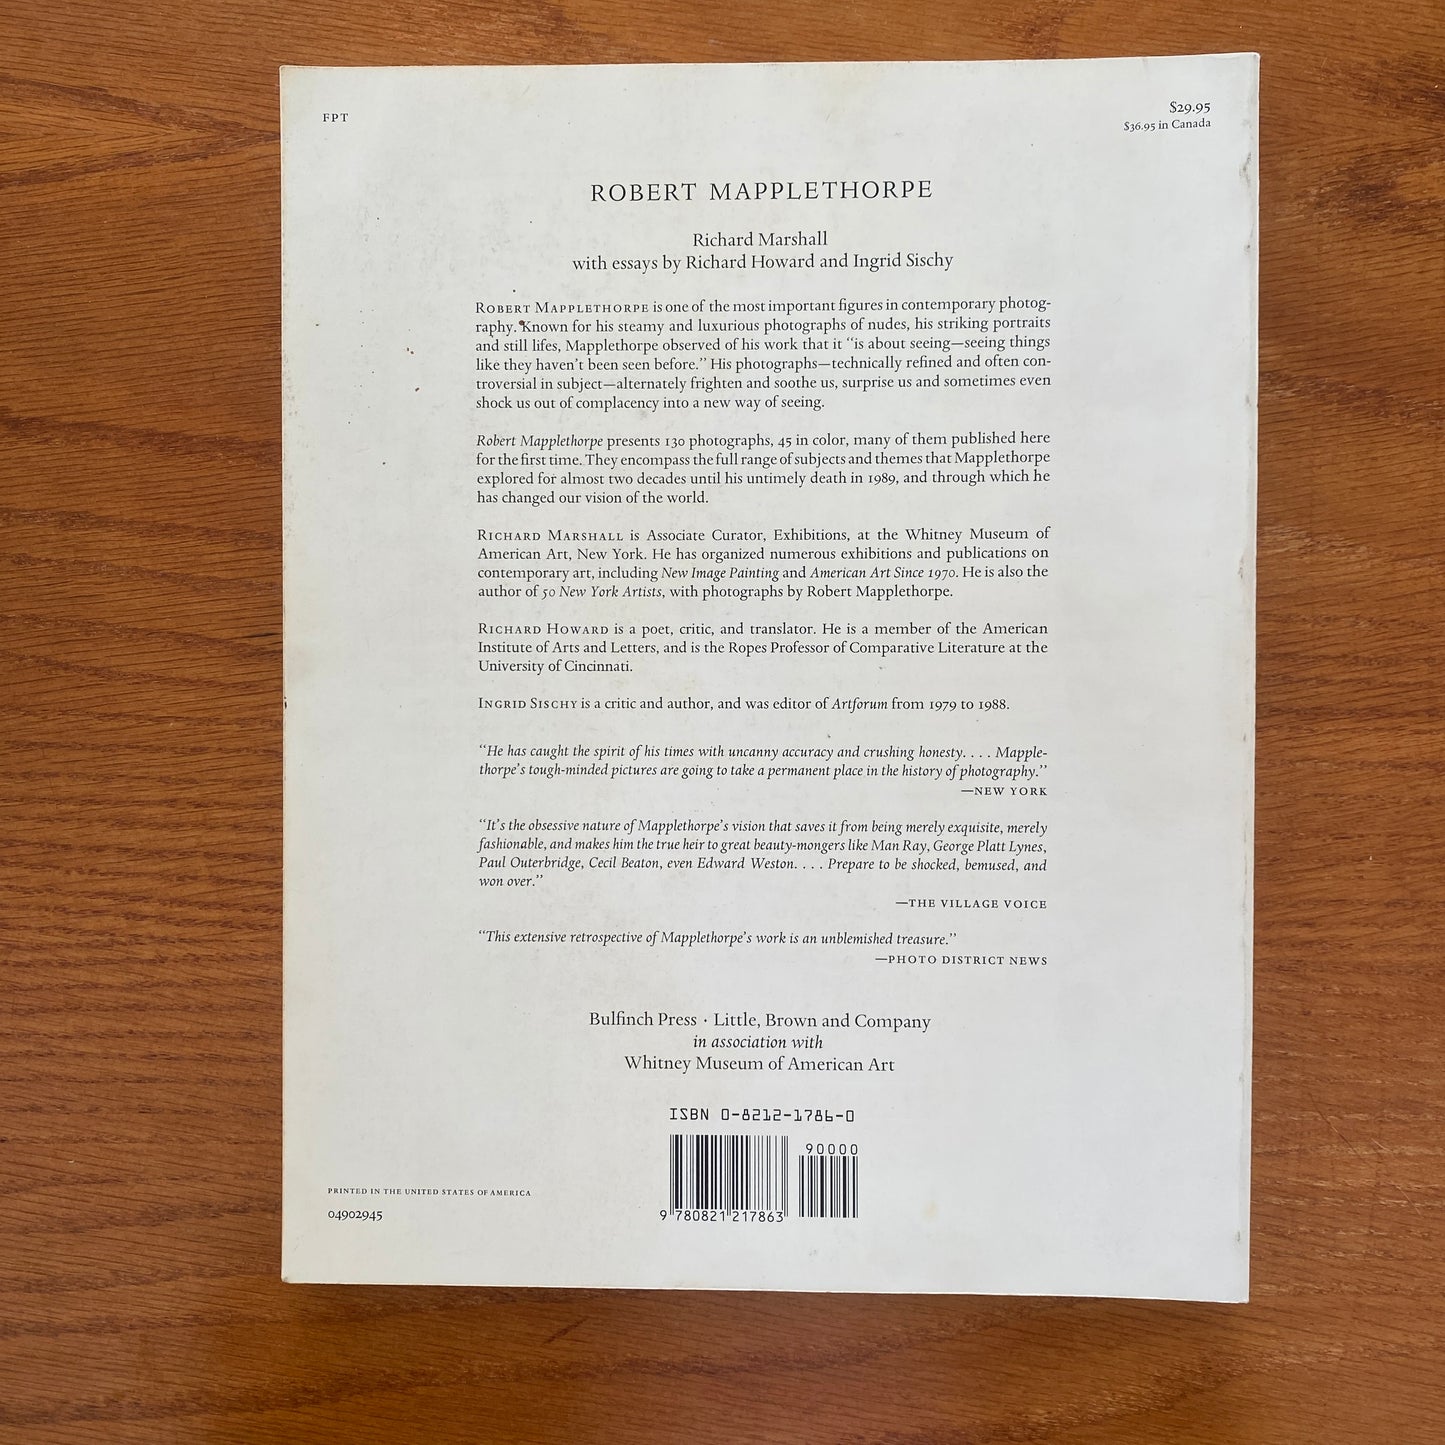 FPT
$29.95
$36.95 in Canada
ROBERT MAPPLETHORPE
Richard Marshall
with essays by Richard Howard and Ingrid Sischy
ROBERT MAPPLETHORPE is one of the most important figures in contemporary photog-
raphy. Known for his steamy and luxurious photographs of nudes, his striking portraits
and still lifes, Mapplethorpe observed of his work that it “is about seeing—seeing things
like they haven’t been seen before.” His photographs—technically refined and often con-
troversial in subject—alternately frighten and soothe us, surprise us and sometimes even
shock us out of complacency into a new way of seeing.
Robert Mapplethorpe presents 130 photographs, 45 in color, many of them published here
for the first time. They encompass the full range of subjects and themes that Mapplethorpe
explored for almost two decades until his untimely death in 1989, and through which he
has changed our vision of the world.
RICHARD MARSHALL is Associate Curator, Exhibitions, at the Whitney Museum of
American Art, New York. He has organized numerous exhibitions and publications on
contemporary art, including New Image Painting and American Art Since 1970. He is also the
author of 50 New York Artists, with photographs by Robert Mapplethorpe.
RICHARD HOWARD is a poet, critic, and translator. He is a member of the American
Institute of Arts and Letters, and is the Ropes Professor of Comparative Literature at the
University of Cincinnati.
INGRID SISCHY is a critic and author, and was editor of Artforum from 1979 to 1988.
“He has caught the spirit of his times with uncanny accuracy and crushing honesty. . . . Mapple-
thorpe’s tough-minded pictures are going to take a permanent place in the history of photography.”
—NEW YORK
“It’s the obsessive nature of Mapplethorpe’s vision that saves it from being merely exquisite, merely
fashionable, and makes him the true heir to great beauty-mongers like Man Ray, George Platt Lynes,
Paul Outerbridge, Cecil Beaton, even Edward Weston. . . . Prepare to be shocked, bemused, and
won over.”
—THE VILLAGE VOICE
“This extensive retrospective of Mapplethorpe’s work is an unblemished treasure.”
—PHOTO DISTRICT NEWS
Bulfinch Press · Little, Brown and Company
in association with
Whitney Museum of American Art
ISBN 0-8212-1786-0
90000
9 780821 217863
PRINTED IN THE UNITED STATES OF AMERICA
04902945